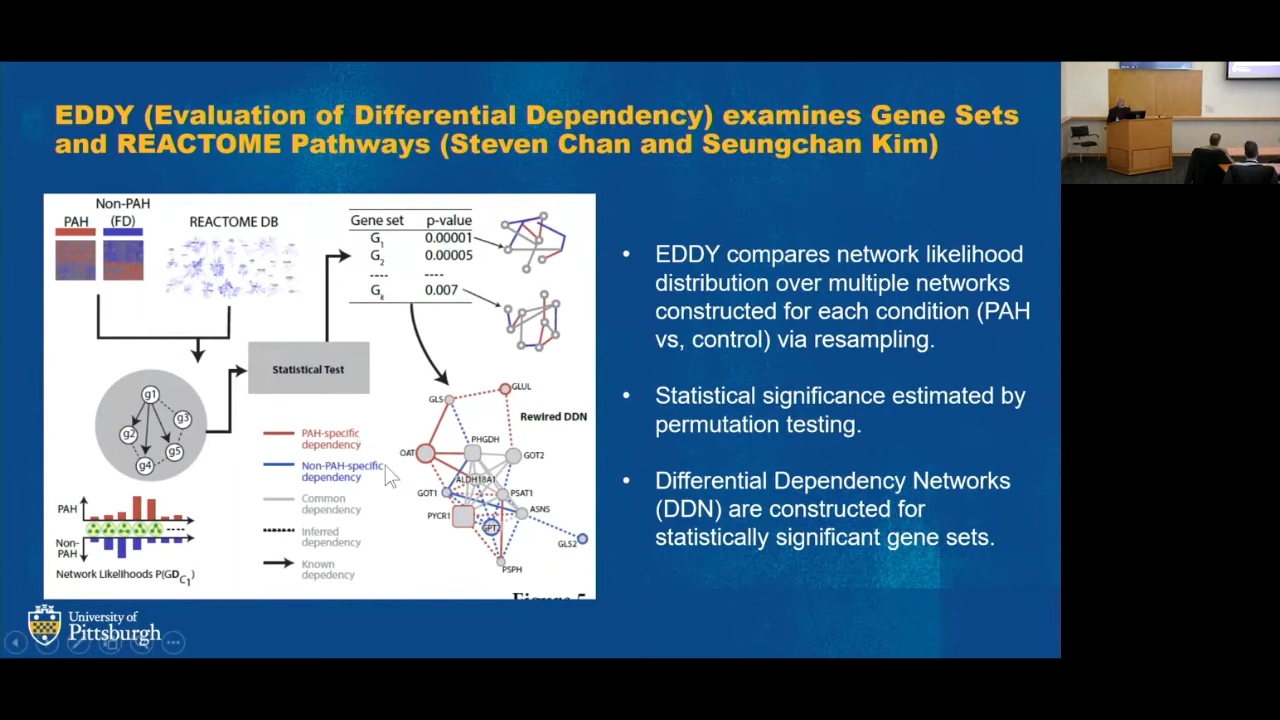 EDDY (Evaluation of Differential Dependency) examines Gene Sets
and REACTOME Pathways (Steven Chan and Seungchan Kim)
Non-PAH
PAH
(FD)
REACTOME DB
Gene set p-value
G1 0.00001
G2 0.00005
---- ----
Gk 0.007
g1
g2
g3
g5
g4
Statistical Test
PAH
Non-
PAH
Network Likelihoods P(GDC1)
PAH-specific
dependency
Non-PAH-specific
dependency
Common
dependency
Inferred
dependency
Known
depedency
Rewired DDN
GLUL
GLS
PHGDH
OAT
GOT2
ALDH18A1
GOT1
PSAT1
PYCR1
ASNS
GPT2
GLS2
PSPH
Figure 5
• EDDY compares network likelihood
distribution over multiple networks
constructed for each condition (PAH
vs, control) via resampling.
• Statistical significance estimated by
permutation testing.
• Differential Dependency Networks
(DDN) are constructed for
statistically significant gene sets.
University of
Pittsburgh